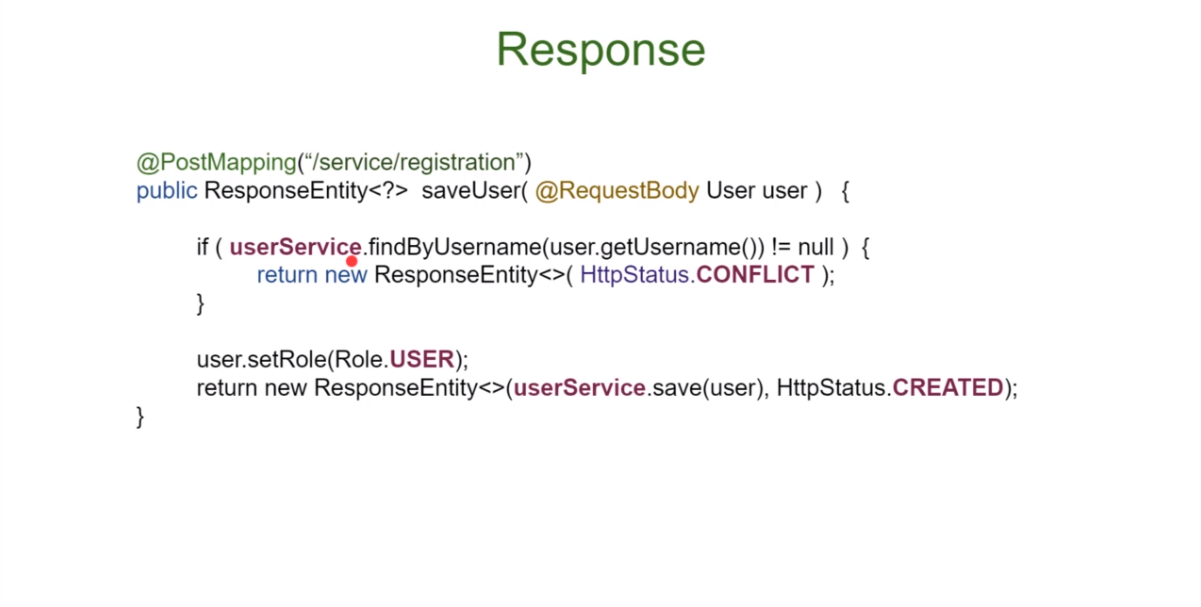 Response
@PostMapping(“/service/registration”)
public ResponseEntity<?> saveUser( @RequestBody User user ) {
if ( userService.findByUsername(user.getUsername()) != null ) {
return new ResponseEntity<>( HttpStatus.CONFLICT );
}
user.setRole(Role.USER);
return new ResponseEntity<>(userService.save(user), HttpStatus.CREATED);
}